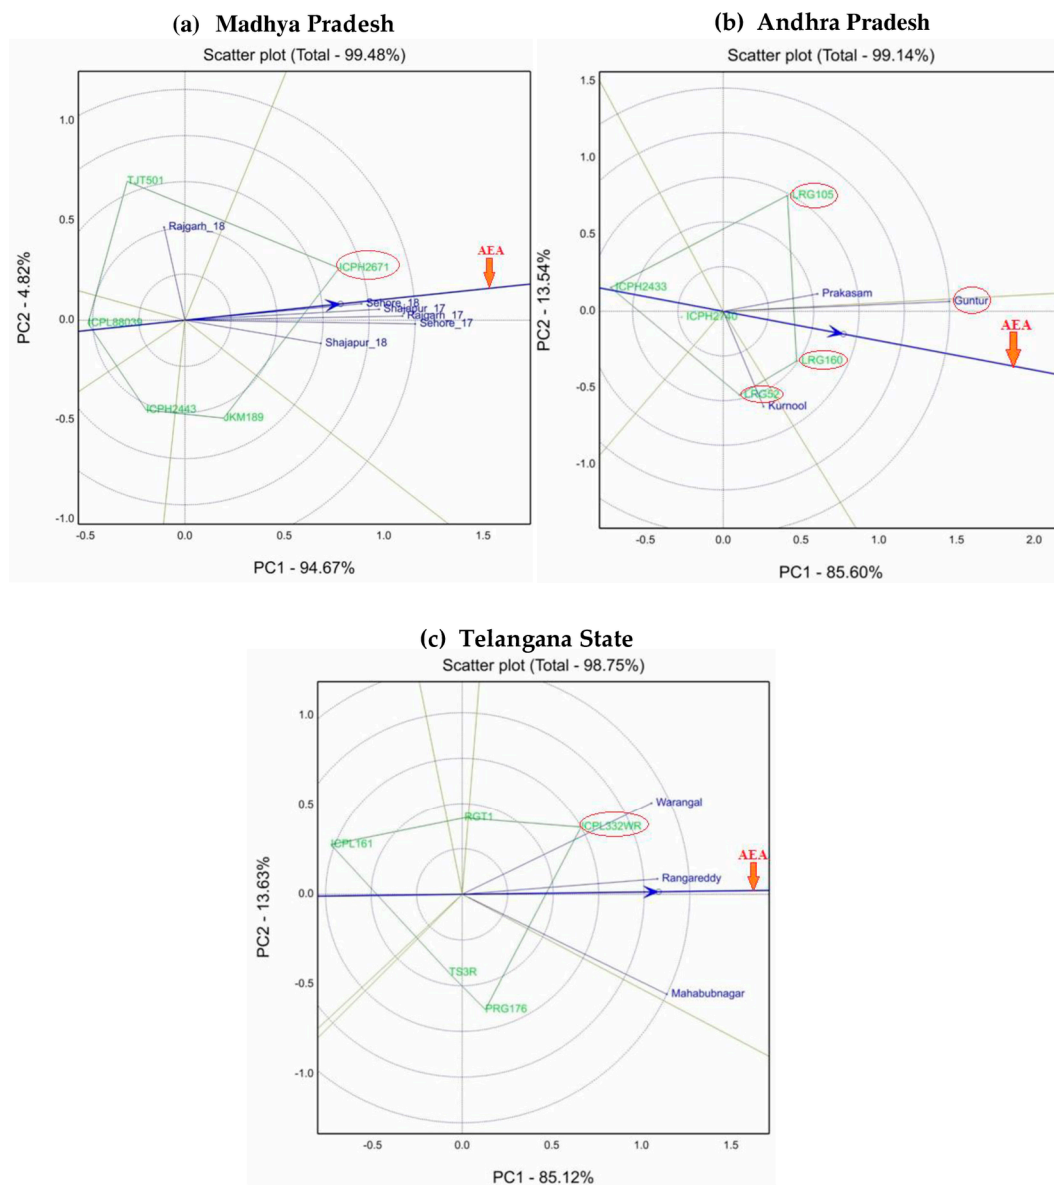 (a) Madhya Pradesh
Scatter plot (Total - 99.48%)
1.0
0.5
0.0
-0.5
-1.0
PC2 - 4.82%
TJT501
Rajgarh_18
ICPH2671
AEA
Sehore_18
Shajapur_17
Rajgarh_17
Sehore_17
ICPL88039
Shajapur_18
ICPH2443
JKM189
-0.5 0.0 0.5 1.0 1.5
PC1 - 94.67%
(b) Andhra Pradesh
Scatter plot (Total - 99.14%)
1.5
1.0
0.5
0.0
-0.5
-1.0
PC2 - 13.54%
LRG105
ICPH2433
Prakasam
Guntur
ICPH2740
AEA
LRG160
LRG52
Kurnool
-0.5 0.0 0.5 1.0 1.5 2.0
PC1 - 85.60%
(c) Telangana State
Scatter plot (Total - 98.75%)
1.0
0.5
0.0
-0.5
-1.0
PC2 - 13.63%
Warangal
RGT1
ICPL332WR
ICPL161
AEA
Rangareddy
TS3R
Mahabubnagar
PRG176
-0.5 0.0 0.5 1.0 1.5
PC1 - 85.12%